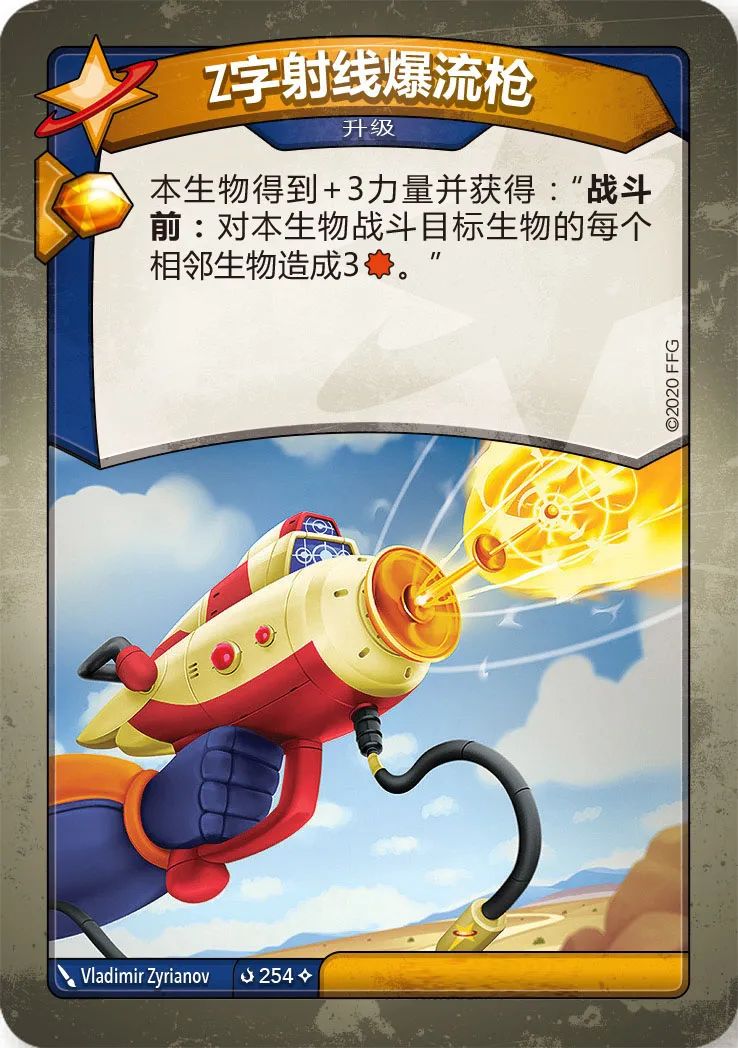 Z字射线爆流枪
升级
本生物得到+3力量并获得：“战斗
前：对本生物战斗目标生物的每个
相邻生物造成3。”
©2020 FFG
Vladimir Zyrianov
254